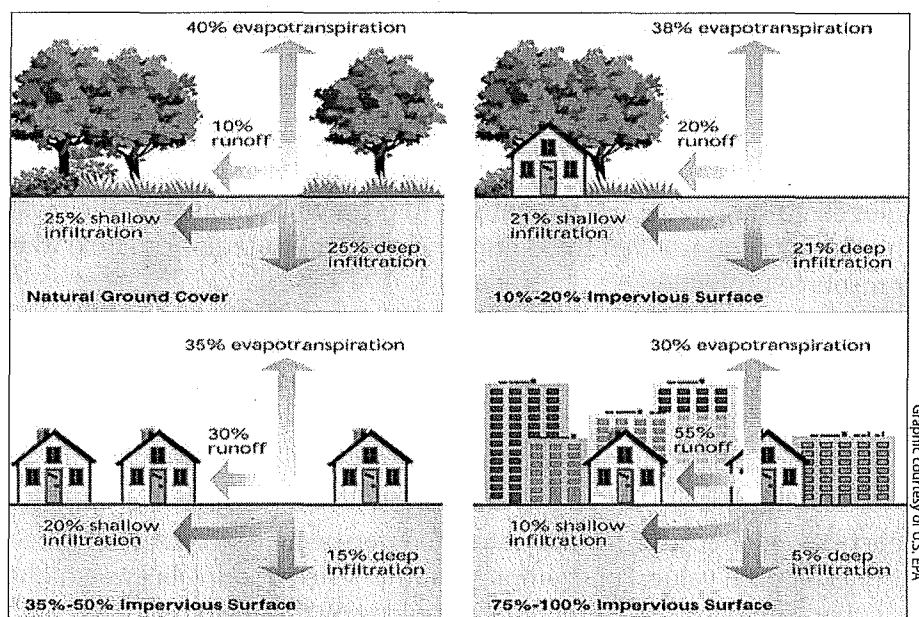 40% evapotranspiration
10%
runoff
25% shallow
infiltration
25% deep
infiltration
Natural Ground Cover
38% evapotranspiration
20%
runoff
21% shallow
infiltration
21% deep
infiltration
10%-20% Impervious Surface
35% evapotranspiration
30%
runoff
20% shallow
infiltration
15% deep
infiltration
35%-50% Impervious Surface
30% evapotranspiration
55%
runoff
10% shallow
infiltration
5% deep
infiltration
75%-100% Impervious Surface
Graphic courtesy of U.S. EPA